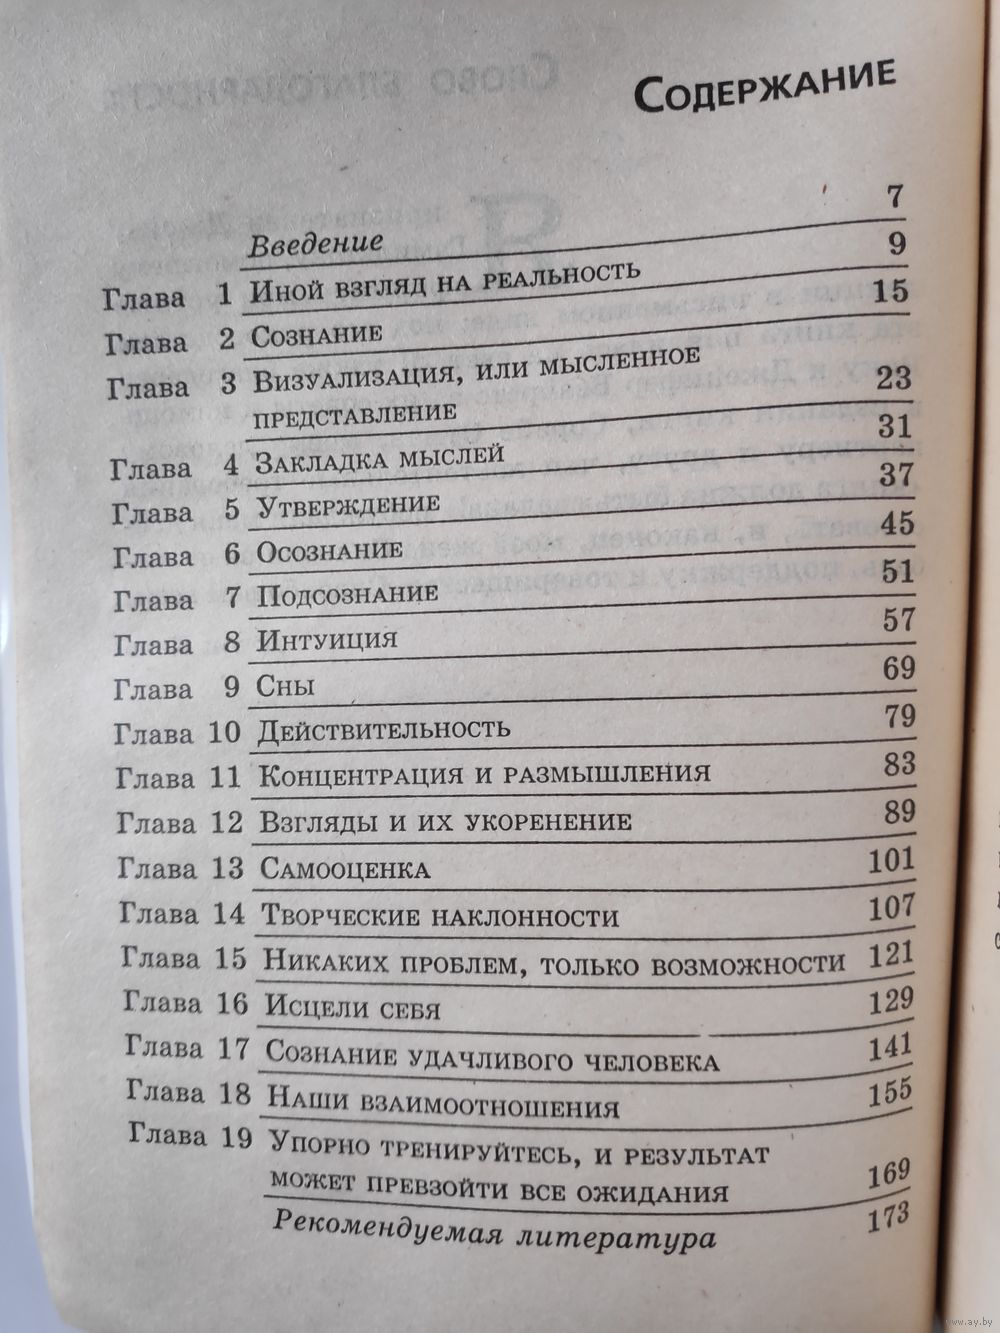 Содержание
Введение 7
Глава 1 Иной взгляд на реальность 9
Глава 2 Сознание 15
Глава 3 Визуализация, или мысленное
представление 23
Глава 4 Закладка мыслей 31
Глава 5 Утверждение 37
Глава 6 Осознание 45
Глава 7 Подсознание 51
Глава 8 Интуиция 57
Глава 9 Сны 69
Глава 10 Действительность 79
Глава 11 Концентрация и размышления 83
Глава 12 Взгляды и их укоренение 89
Глава 13 Самооценка 101
Глава 14 Творческие наклонности 107
Глава 15 Никаких проблем, только возможности 121
Глава 16 Исцели себя 129
Глава 17 Сознание удачливого человека 141
Глава 18 Наши взаимоотношения 155
Глава 19 Упорно тренируйтесь, и результат
может превзойти все ожидания 169
Рекомендуемая литература 173
www.ay.by